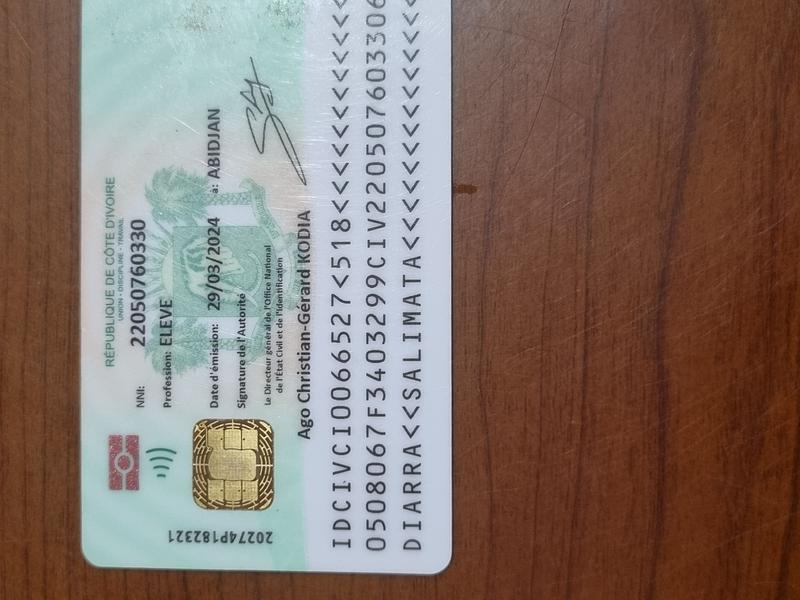 RÉPUBLIQUE DE CÔTE D'IVOIRE
UNION - DISCIPLINE - TRAVAIL
NNI: 22050760330
Profession: ELEVE
Date d'émission: 29/03/2024 à: ABIDJAN
Signature de l'Autorité
Le Directeur général de l'Office National
de l'État Civil et de l'Identification
Ago Christian-Gérard KODIA
20274P182321
IDCIVCI0066527<518<<<<<<<<<<<<
0508067F3403299CIV220507603306
DIARRA<<SALIMATA<<<<<<<<<<<<<<